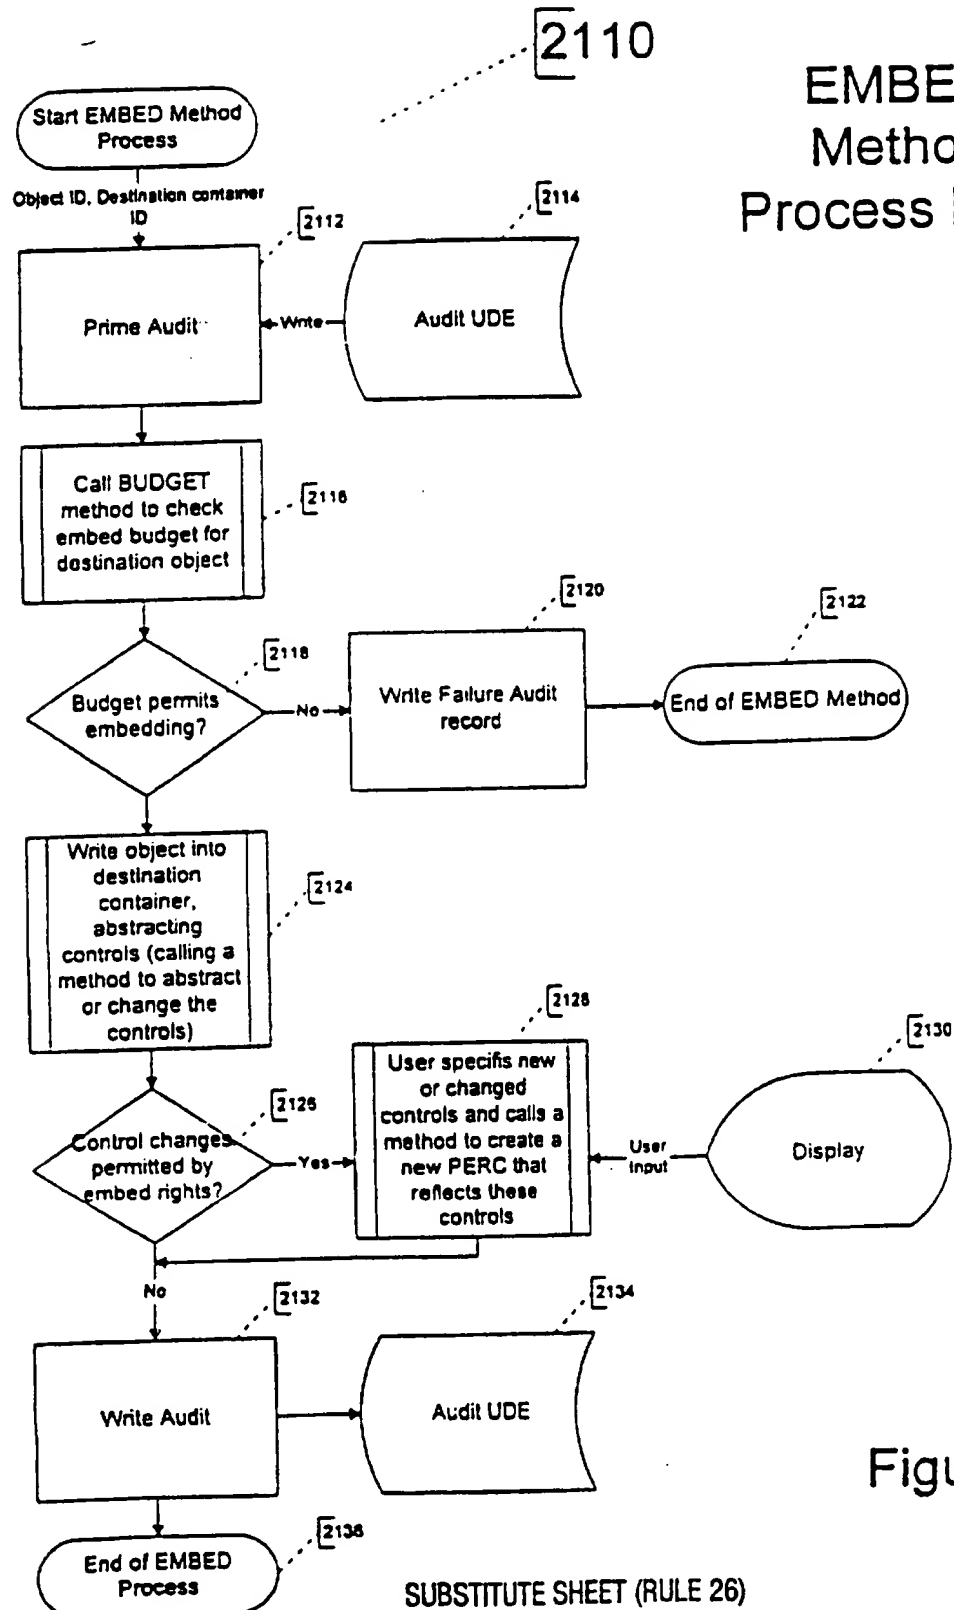 2110
EMBE
Metho
Process
Start EMBED Method
Process
Object ID, Destination container
ID
2112
2114
Prime Audit
Write
Audit UDE
Call BUDGET
method to check
embed budget for
destination object
2116
2120
2122
2118
Budget permits
embedding?
No
Write Failure Audit
record
End of EMBED Method
Write object into
destination
container,
abstracting
controls (calling a
method to abstract
or change the
controls)
2124
2128
2130
User specifis new
or changed
controls and calls a
method to create a
new PERC that
reflects these
controls
2126
Control changes
permitted by
embed rights?
Yes
User
Input
Display
No
2132
2134
Write Audit
Audit UDE
Figu
2136
End of EMBED
Process
SUBSTITUTE SHEET (RULE 26)